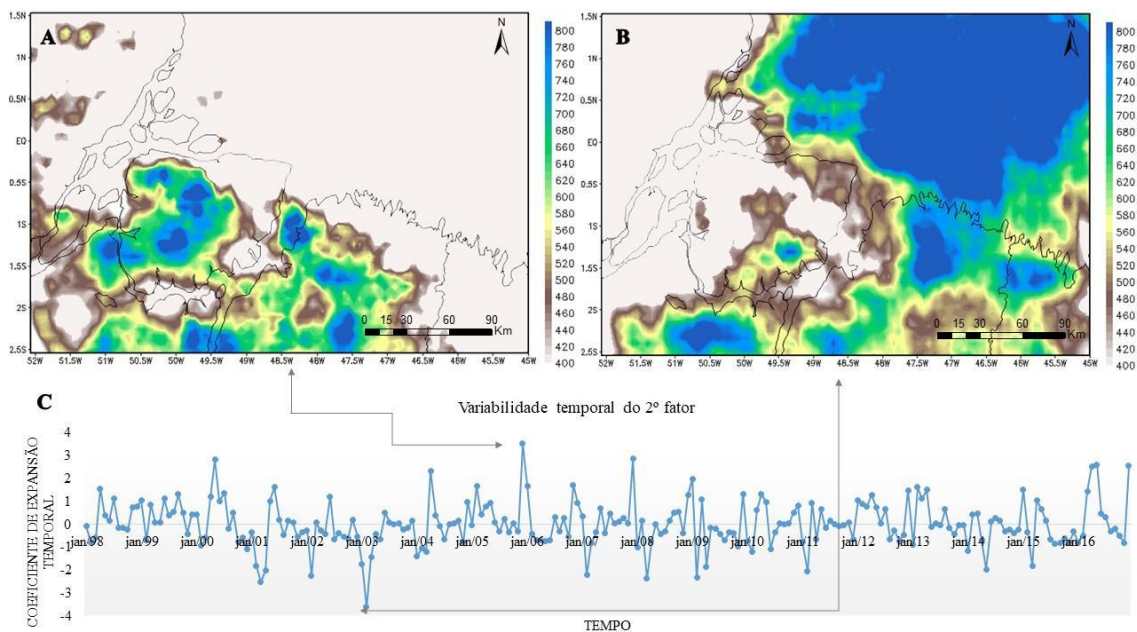 A
N
1.5N
1N
0.5N
EQ
0.5S
1S
1.5S
2S
2.5S
52W 51.5W 51W 50.5W 50W 49.5W 49W 48.5W 48W 47.5W 47W 46.5W 46W 45.5W 45W
0 15 30 60 90
Km
800
780
760
740
720
700
680
660
640
620
600
580
560
540
520
500
480
460
440
420
400
B
N
1.5N
1N
0.5N
EQ
0.5S
1S
1.5S
2S
2.5S
52W 51.5W 51W 50.5W 50W 49.5W 49W 48.5W 48W 47.5W 47W 46.5W 46W 45.5W 45W
0 15 30 60 90
Km
800
780
760
740
720
700
680
660
640
620
600
580
560
540
520
500
480
460
440
420
400
C
Variabilidade temporal do 2º fator
COEFICIENTE DE EXPANSÃO
TEMPORAL
4
3
2
1
0
-1
-2
-3
-4
jan/98 jan/99 jan/00 jan/01 jan/02 jan/03 jan/04 jan/05 jan/06 jan/07 jan/08 jan/09 jan/10 jan/11 jan/12 jan/13 jan/14 jan/15 jan/16
TEMPO